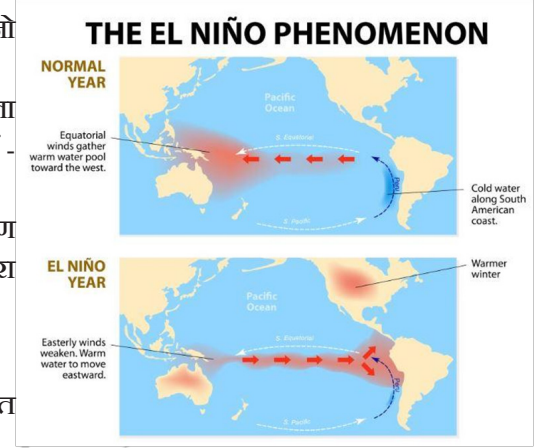 THE EL NIÑO PHENOMENON
NORMAL
YEAR
Pacific
Ocean
Equatorial
winds gather
warm water pool
toward the west.
S. Equatorial
Peru
S. Pacific
Cold water
along South
American
coast.
EL NIÑO
YEAR
Warmer
winter
Pacific
Ocean
Easterly winds
weaken. Warm
water to move
eastward.
S. Equatorial
Peru
S. Pacific